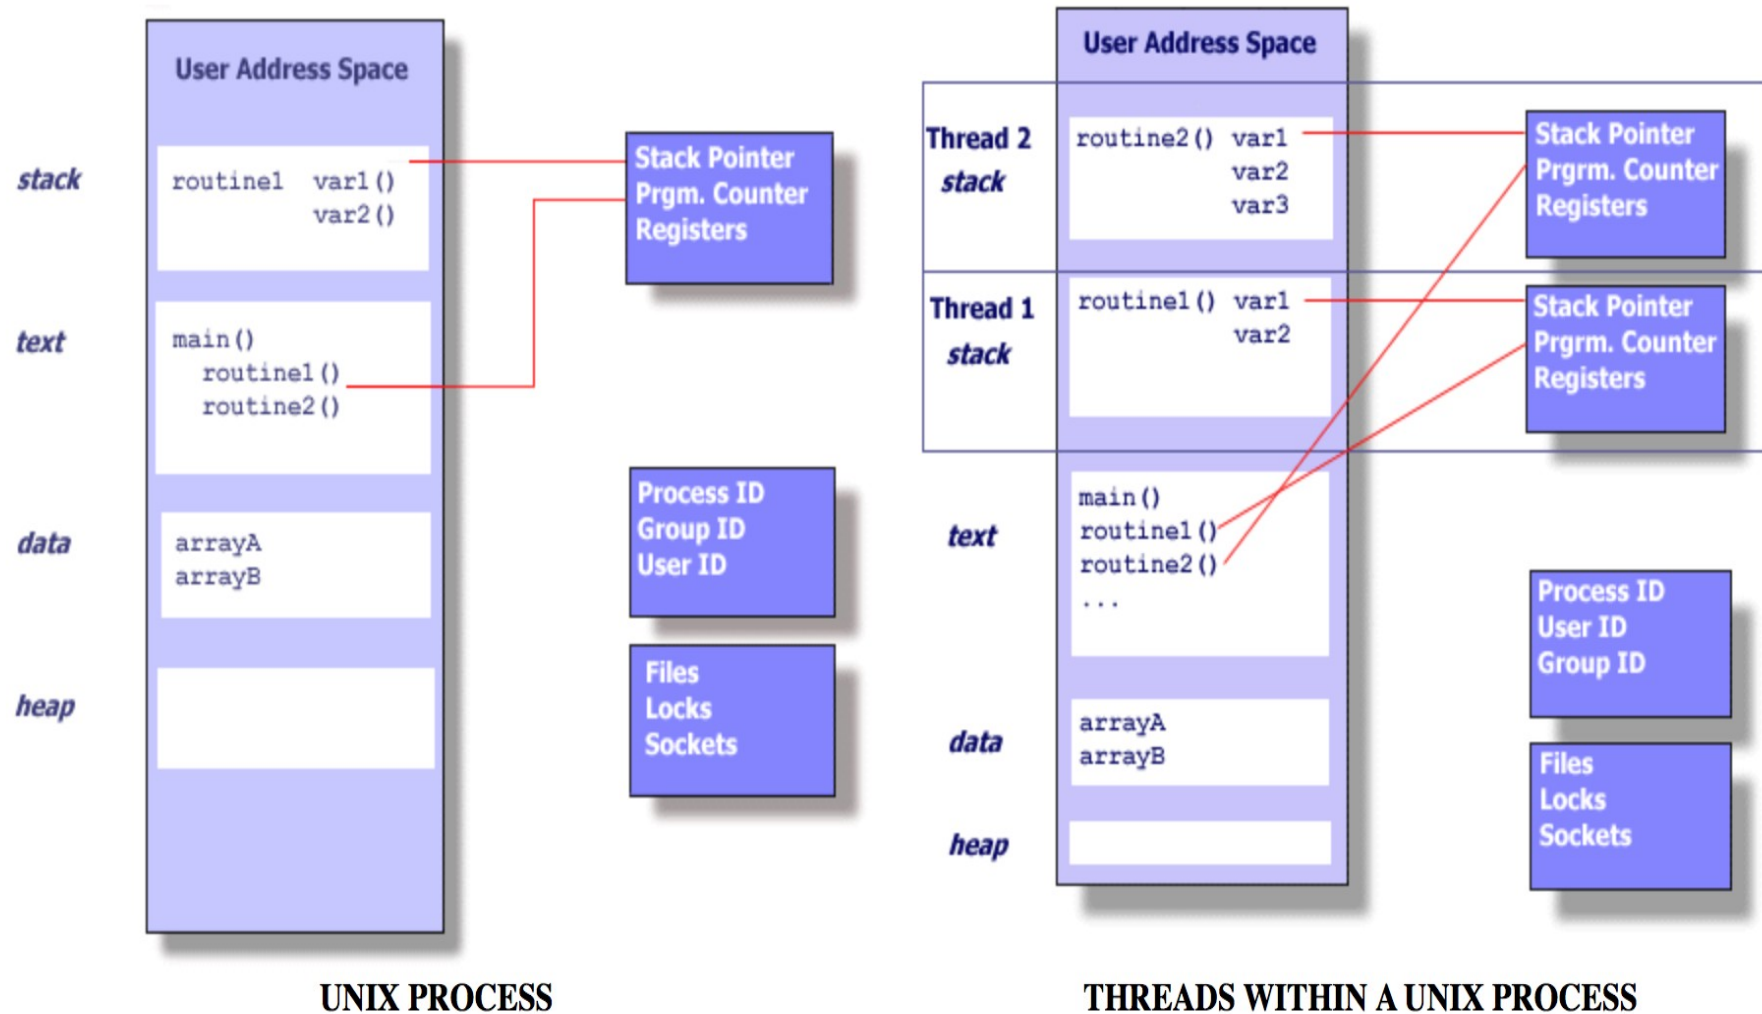 User Address Space
stack
routine1 var1()
var2()
Stack Pointer
Prgm. Counter
Registers
text
main()
routine1()
routine2()
data
arrayA
arrayB
Process ID
Group ID
User ID
heap
Files
Locks
Sockets
UNIX PROCESS
User Address Space
Thread 2
stack
routine2() var1
var2
var3
Stack Pointer
Prgrm. Counter
Registers
Thread 1
stack
routine1() var1
var2
Stack Pointer
Prgrm. Counter
Registers
text
main()
routine1()
routine2()
...
Process ID
User ID
Group ID
data
arrayA
arrayB
heap
Files
Locks
Sockets
THREADS WITHIN A UNIX PROCESS